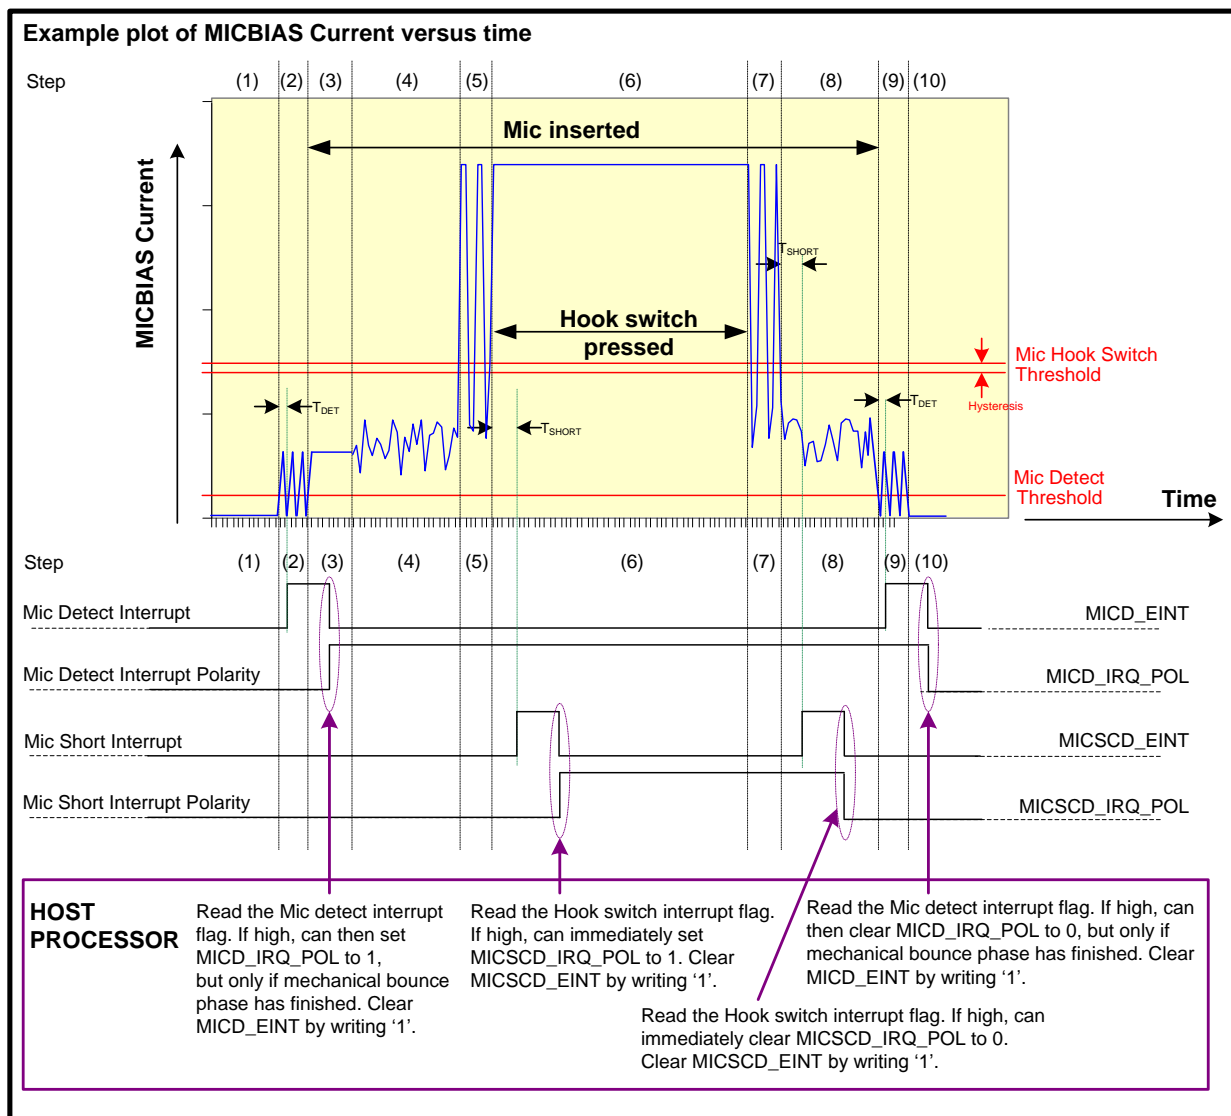 Example plot of MICBIAS Current versus time
Step (1) (2) (3) (4) (5) (6) (7) (8) (9) (10)
Mic inserted
MICBIAS Current
TSHORT
Hook switch
pressed
Mic Hook Switch
Threshold
Hysteresis
TDET
TSHORT
TDET
Mic Detect
Threshold
Time
Step (1) (2) (3) (4) (5) (6) (7) (8) (9) (10)
Mic Detect Interrupt MICD_EINT
Mic Detect Interrupt Polarity MICD_IRQ_POL
Mic Short Interrupt MICSCD_EINT
Mic Short Interrupt Polarity MICSCD_IRQ_POL
HOST
PROCESSOR
Read the Mic detect interrupt
flag. If high, can then set
MICD_IRQ_POL to 1,
but only if mechanical bounce
phase has finished. Clear
MICD_EINT by writing ‘1’.
Read the Hook switch interrupt flag.
If high, can immediately set
MICSCD_IRQ_POL to 1. Clear
MICSCD_EINT by writing ‘1’.
Read the Mic detect interrupt flag. If high, can
then clear MICD_IRQ_POL to 0, but only if
mechanical bounce phase has finished. Clear
MICD_EINT by writing ‘1’.
Read the Hook switch interrupt flag. If high, can
immediately clear MICSCD_IRQ_POL to 0.
Clear MICSCD_EINT by writing ‘1’.